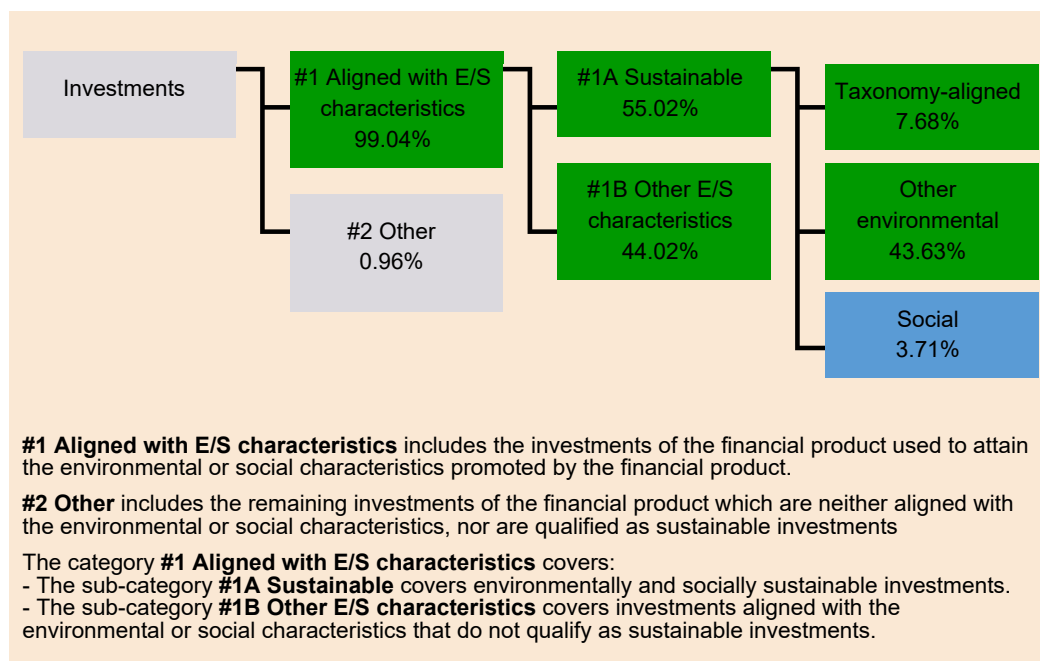 Investments
#1 Aligned with E/S
characteristics
99.04%
#2 Other
0.96%
#1A Sustainable
55.02%
#1B Other E/S
characteristics
44.02%
Taxonomy-aligned
7.68%
Other
environmental
43.63%
Social
3.71%
#1 Aligned with E/S characteristics includes the investments of the financial product used to attain
the environmental or social characteristics promoted by the financial product.
#2 Other includes the remaining investments of the financial product which are neither aligned with
the environmental or social characteristics, nor are qualified as sustainable investments
The category #1 Aligned with E/S characteristics covers:
- The sub-category #1A Sustainable covers environmentally and socially sustainable investments.
- The sub-category #1B Other E/S characteristics covers investments aligned with the
environmental or social characteristics that do not qualify as sustainable investments.